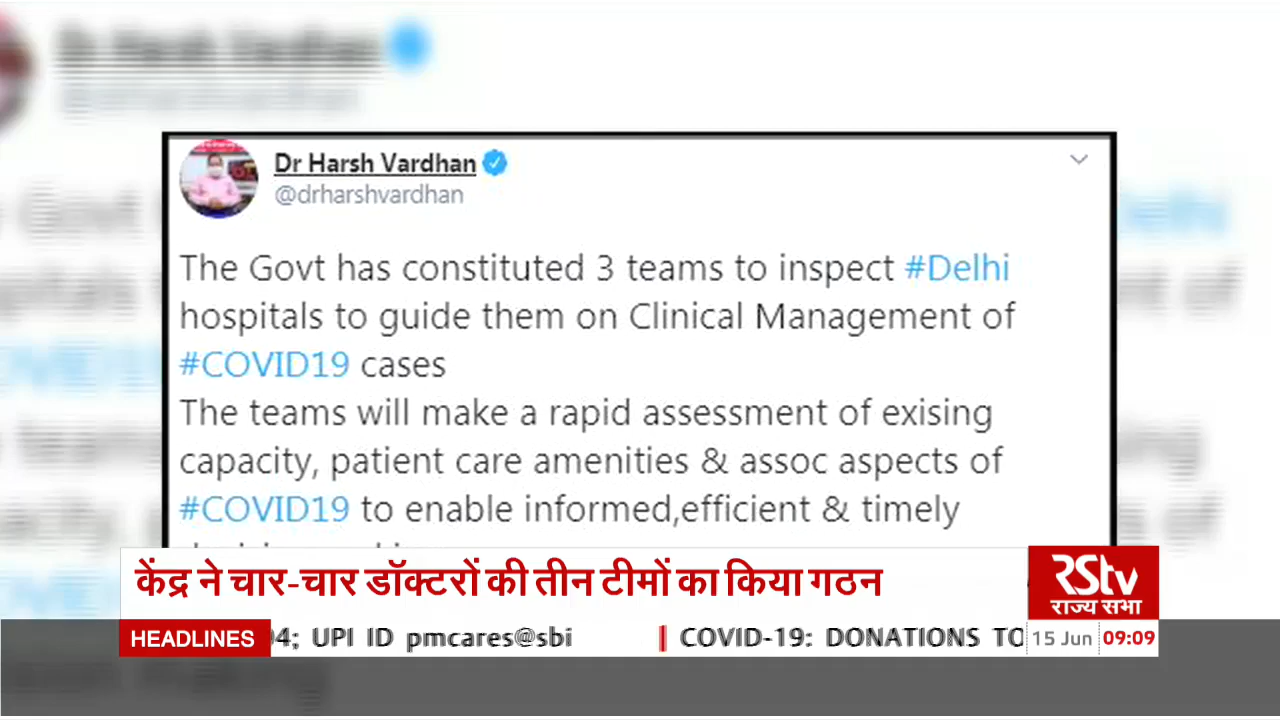 Dr Harsh Vardhan
@drharshvardhan
The Govt has constituted 3 teams to inspect #Delhi
hospitals to guide them on Clinical Management of
#COVID19 cases
The teams will make a rapid assessment of exising
capacity, patient care amenities & assoc aspects of
#COVID19 to enable informed,efficient & timely
केंद्र ने चार-चार डॉक्टरों की तीन टीमों का किया गठन
RStv
राज्य सभा
HEADLINES
04; UPI ID pmcares@sbi | COVID-19: DONATIONS TO
15 Jun 09:09